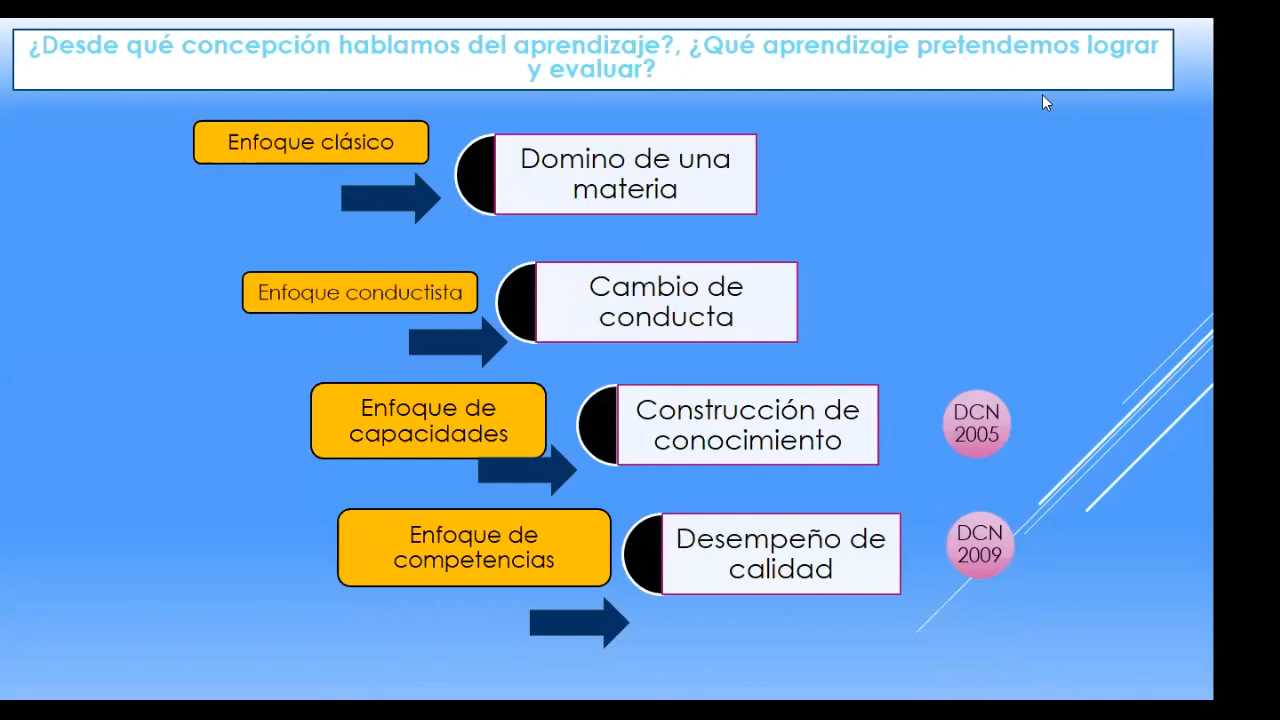 ¿Desde qué concepción hablamos del aprendizaje?, ¿Qué aprendizaje pretendemos lograr
y evaluar?
Enfoque clásico
Domino de una
materia
Enfoque conductista
Cambio de
conducta
Enfoque de
capacidades
Construcción de
conocimiento
DCN
2005
Enfoque de
competencias
Desempeño de
calidad
DCN
2009